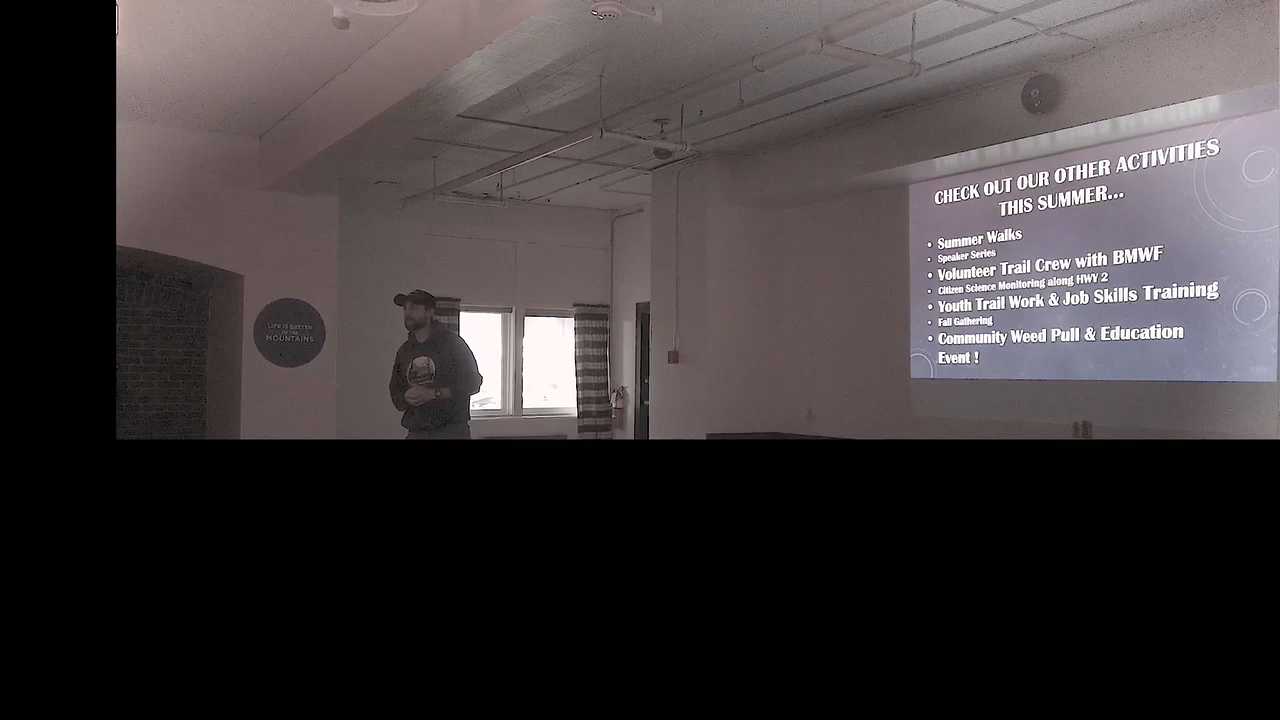 CHECK OUT OUR OTHER ACTIVITIES
THIS SUMMER...
• Summer Walks
• Speaker Series
• Volunteer Trail Crew with BMWF
• Citizen Science Monitoring along HWY 2
• Youth Trail Work & Job Skills Training
• Fall Gathering
• Community Weed Pull & Education
Event !
LIFE IS BETTER
IN THE
MOUNTAINS